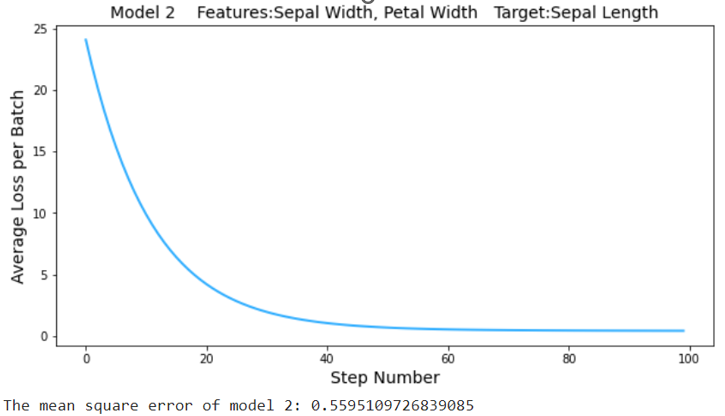 Model 2    Features:Sepal Width, Petal Width   Target:Sepal Length
Average Loss per Batch
25
20
15
10
5
0
0 20 40 60 80 100
Step Number
The mean square error of model 2: 0.5595109726839085